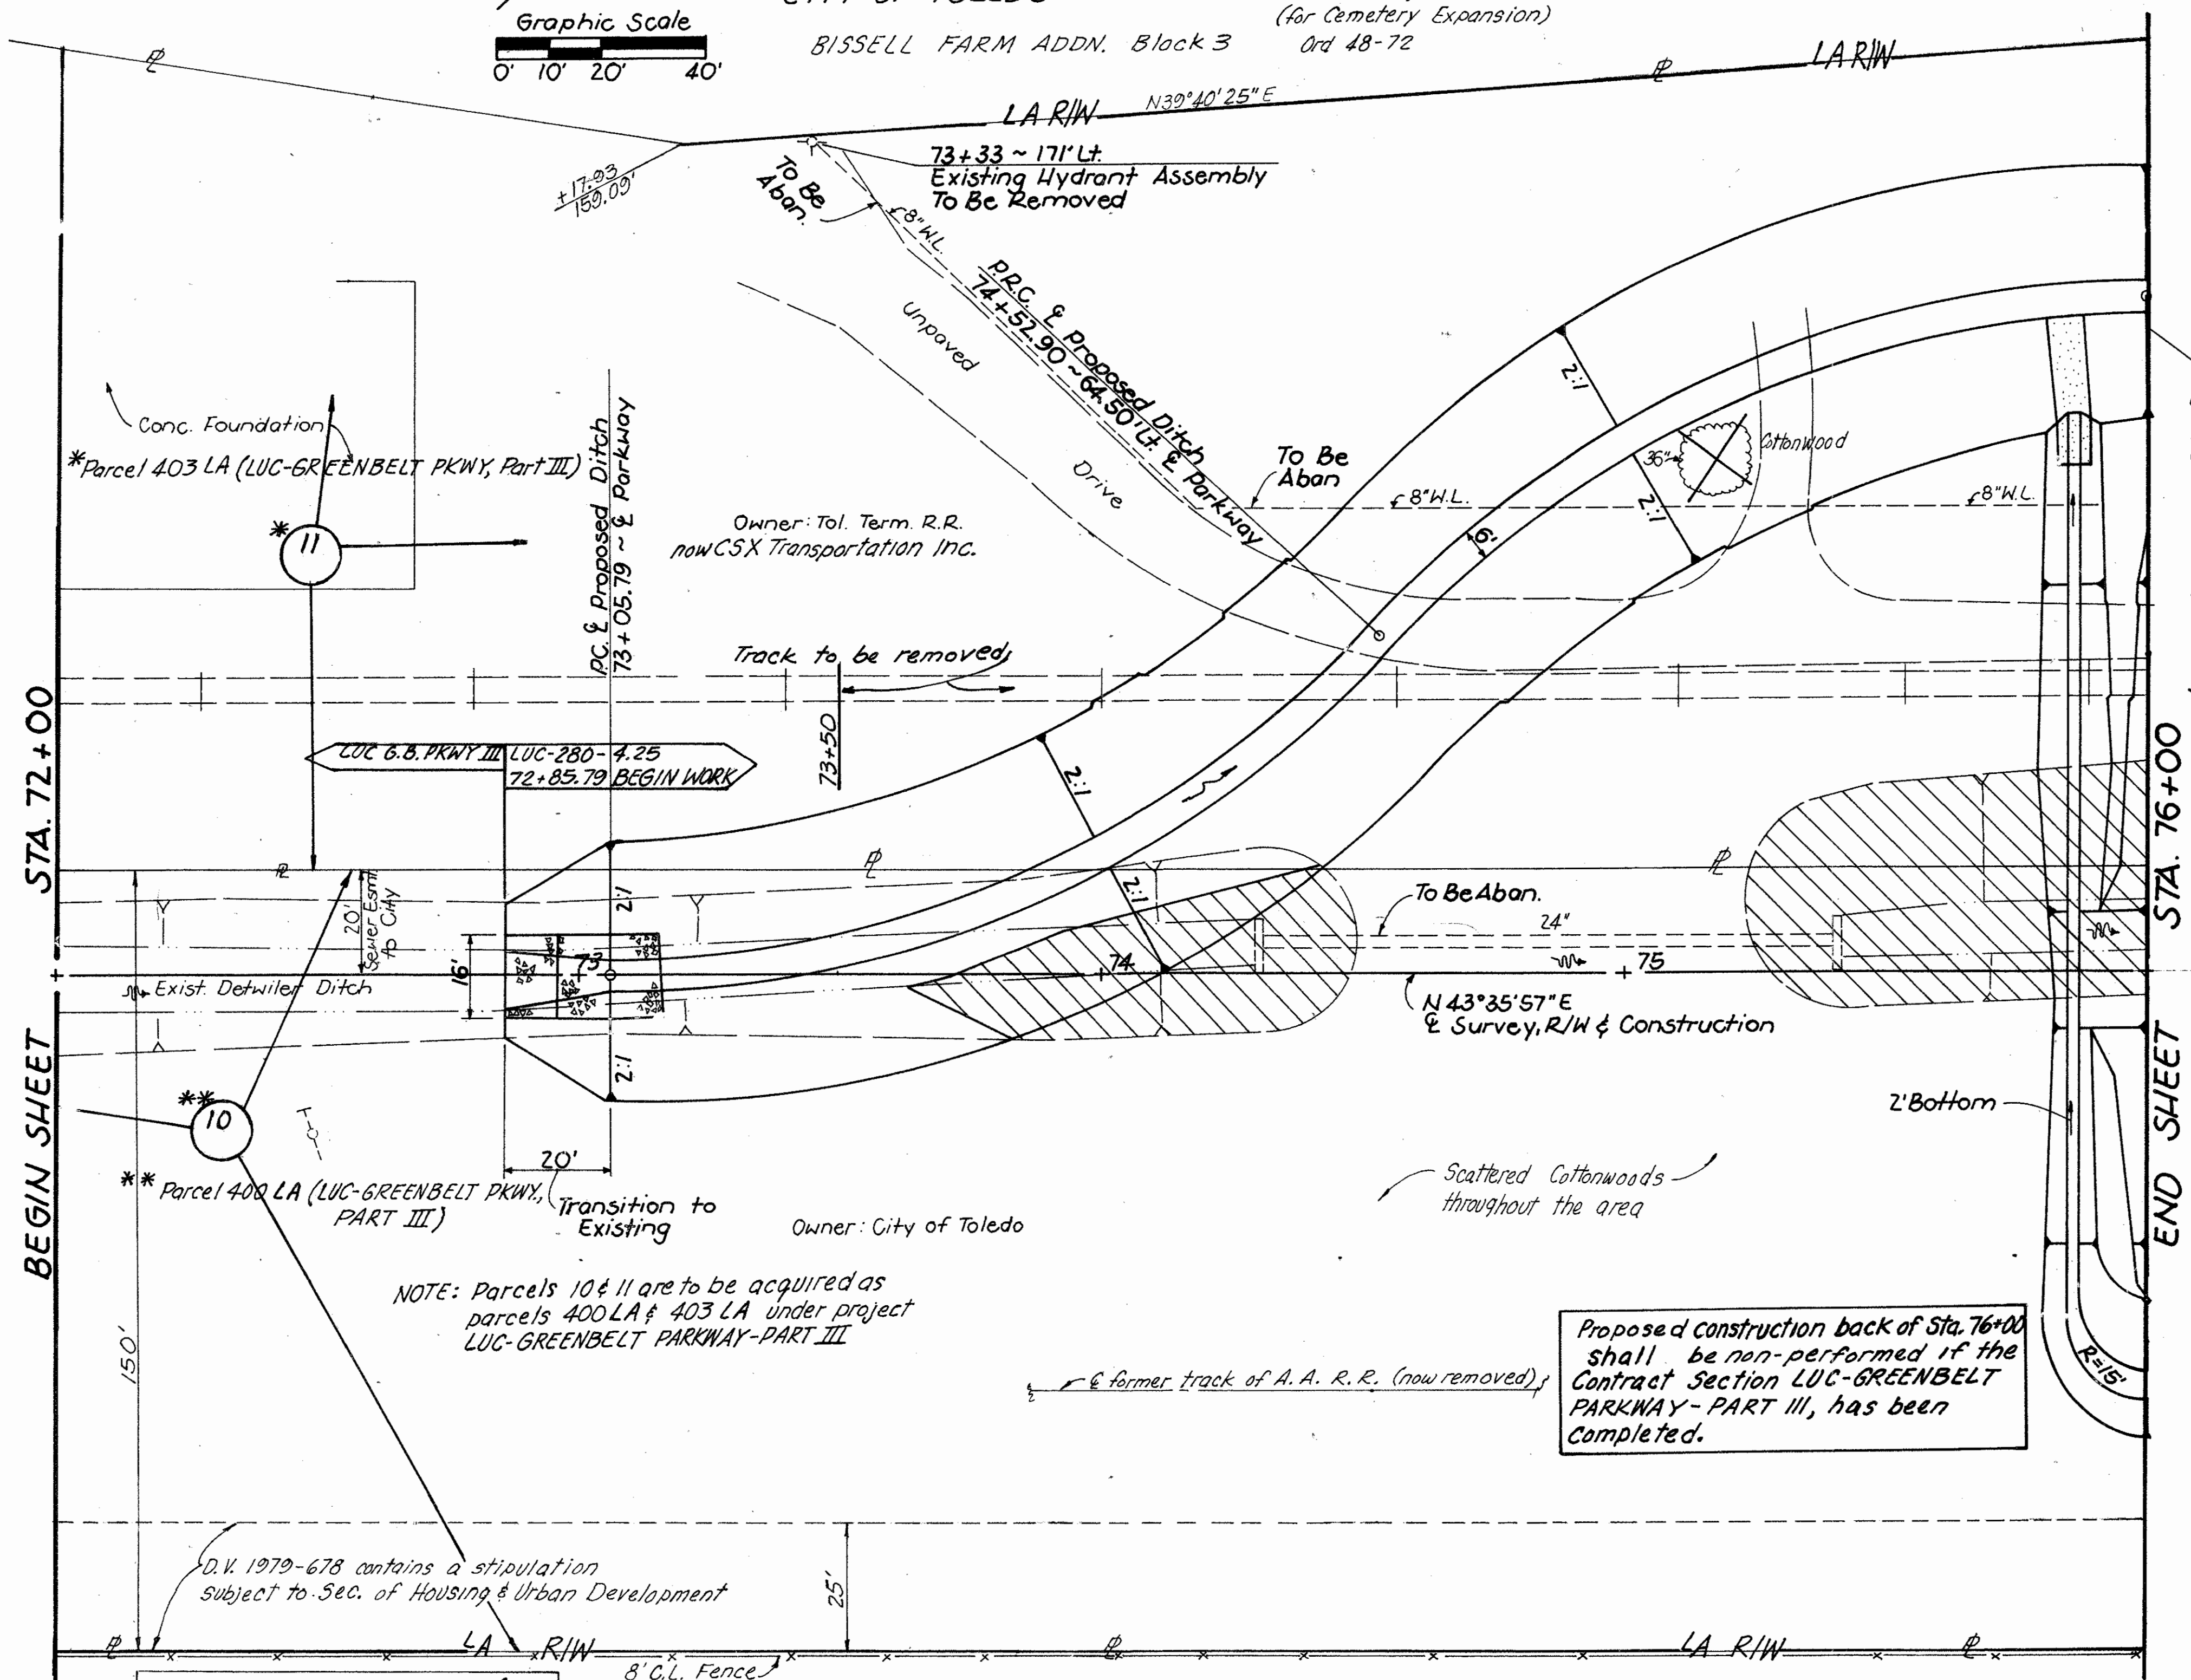 Graphic Scale
0' 10' 20' 40'
(for Cemetery Expansion)
BISSELL FARM ADDN. Block 3
Ord 48-72
LA R/W
LA R/W
N39°40'25"E
+17.93
159.09'
To Be
Aban.
73+33 ~ 171' Lt.
Existing Hydrant Assembly
To Be Removed
8" W.L.
P.R.C. ℄ Proposed Ditch
74+52.90 ~ 64.50' Lt. ℄ Parkway
Unpaved
Drive
2:1
Conc. Foundation
*Parcel 403 LA (LUC-GREENBELT PKWY, Part III)
*
11
P.C. ℄ Proposed Ditch
73+05.79 ~ ℄ Parkway
To Be
Aban
8" W.L.
8" W.L.
36"
Cottonwood
2:1
6'
Owner: Tol. Term. R.R.
now CSX Transportation Inc.
Track to be removed
73+50
LUC G.B. PKWY III
LUC-280-4.25
72+85.79 BEGIN WORK
2:1
BEGIN SHEET STA. 72+00
END SHEET STA. 76+00
20'
Sewer Esmt.
to City
2:1
2:1
To Be Aban.
24"
16'
73
74
75
Exist. Detwiler Ditch
N 43°35'57"E
℄ Survey, R/W & Construction
2:1
2' Bottom
**
10
20'
** Parcel 400 LA (LUC-GREENBELT PKWY.,
PART III)
Transition to
Existing
Owner: City of Toledo
Scattered Cottonwoods
throughout the area
NOTE: Parcels 10 & 11 are to be acquired as
parcels 400 LA & 403 LA under project
LUC-GREENBELT PARKWAY-PART III
150'
℄ former track of A.A. R.R. (now removed)
Proposed construction back of Sta. 76+00
shall be non-performed if the
Contract Section LUC-GREENBELT
PARKWAY-PART III, has been
completed.
R=15'
D.V. 1979-678 contains a stipulation
subject to Sec. of Housing & Urban Development
25'
LA R/W
LA R/W
8' C.L. Fence